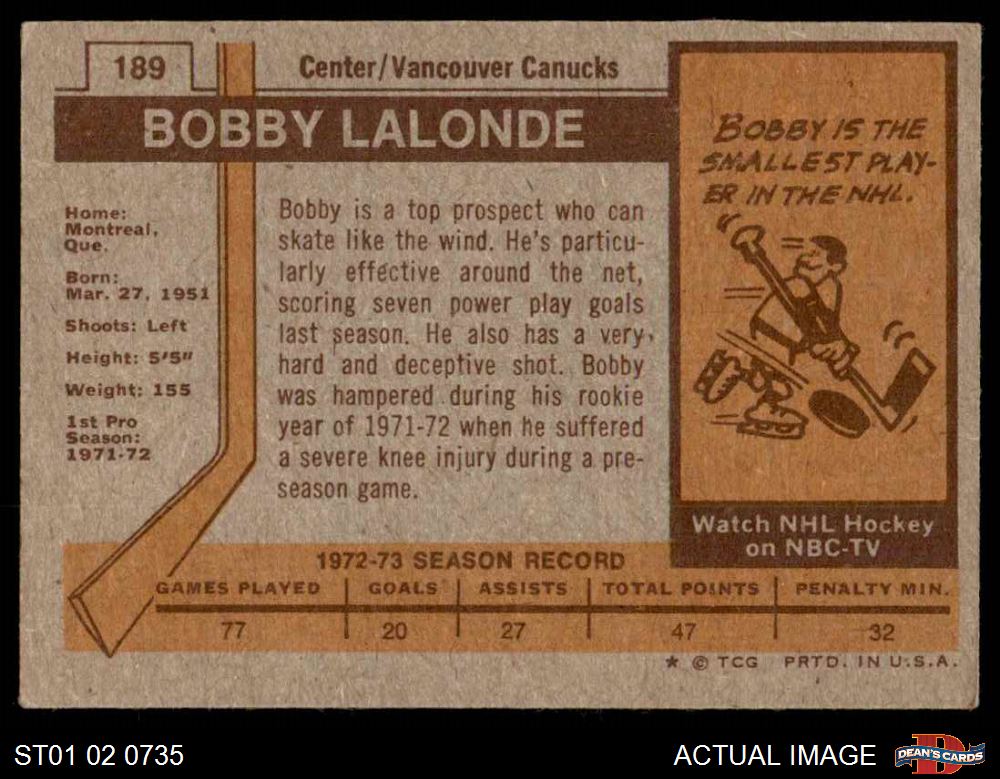 189
Center/Vancouver Canucks
BOBBY LALONDE
Home:
Montreal,
Que.
Born:
Mar. 27, 1951
Shoots: Left
Height: 5'5"
Weight: 155
1st Pro
Season:
1971-72
Bobby is a top prospect who can
skate like the wind. He's particu-
larly effective around the net,
scoring seven power play goals
last season. He also has a very
hard and deceptive shot. Bobby
was hampered during his rookie
year of 1971-72 when he suffered
a severe knee injury during a pre-
season game.
BOBBY IS THE
SMALLEST PLAY-
ER IN THE NHL.
Watch NHL Hockey
on NBC-TV
1972-73 SEASON RECORD
GAMES PLAYED GOALS ASSISTS TOTAL POINTS PENALTY MIN.
77 20 27 47 32
* © TCG PRTD. IN U.S.A.
ST01 02 0735
ACTUAL IMAGE
D
DEAN'S CARDS